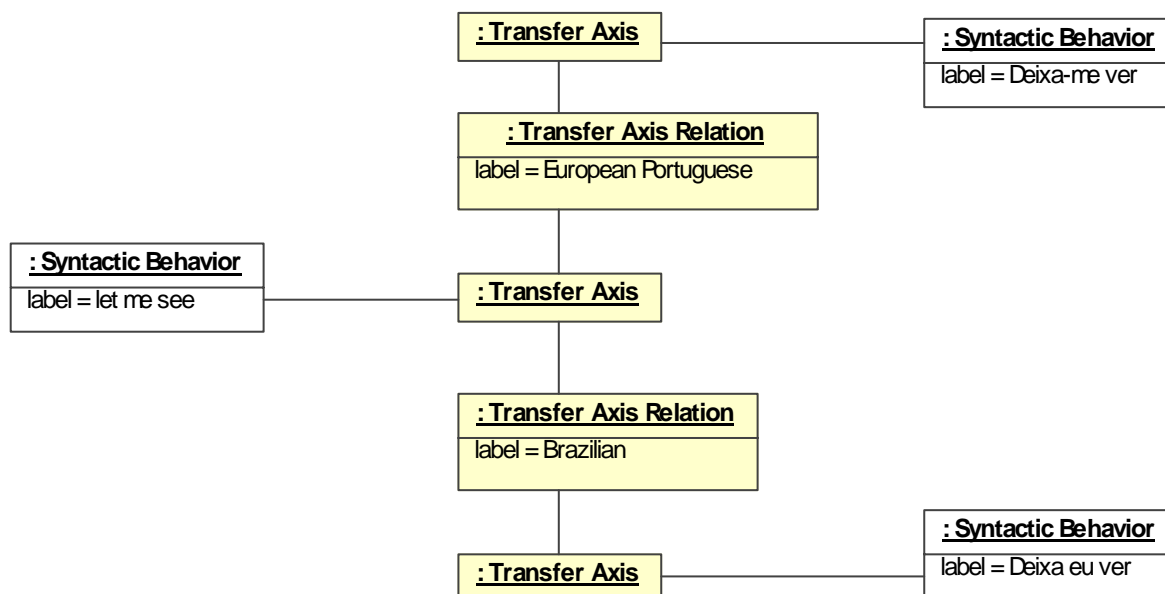 : Transfer Axis
: Syntactic Behavior
label = Deixa-me ver
: Transfer Axis Relation
label = European Portuguese
: Syntactic Behavior
label = let me see
: Transfer Axis
: Transfer Axis Relation
label = Brazilian
: Syntactic Behavior
label = Deixa eu ver
: Transfer Axis